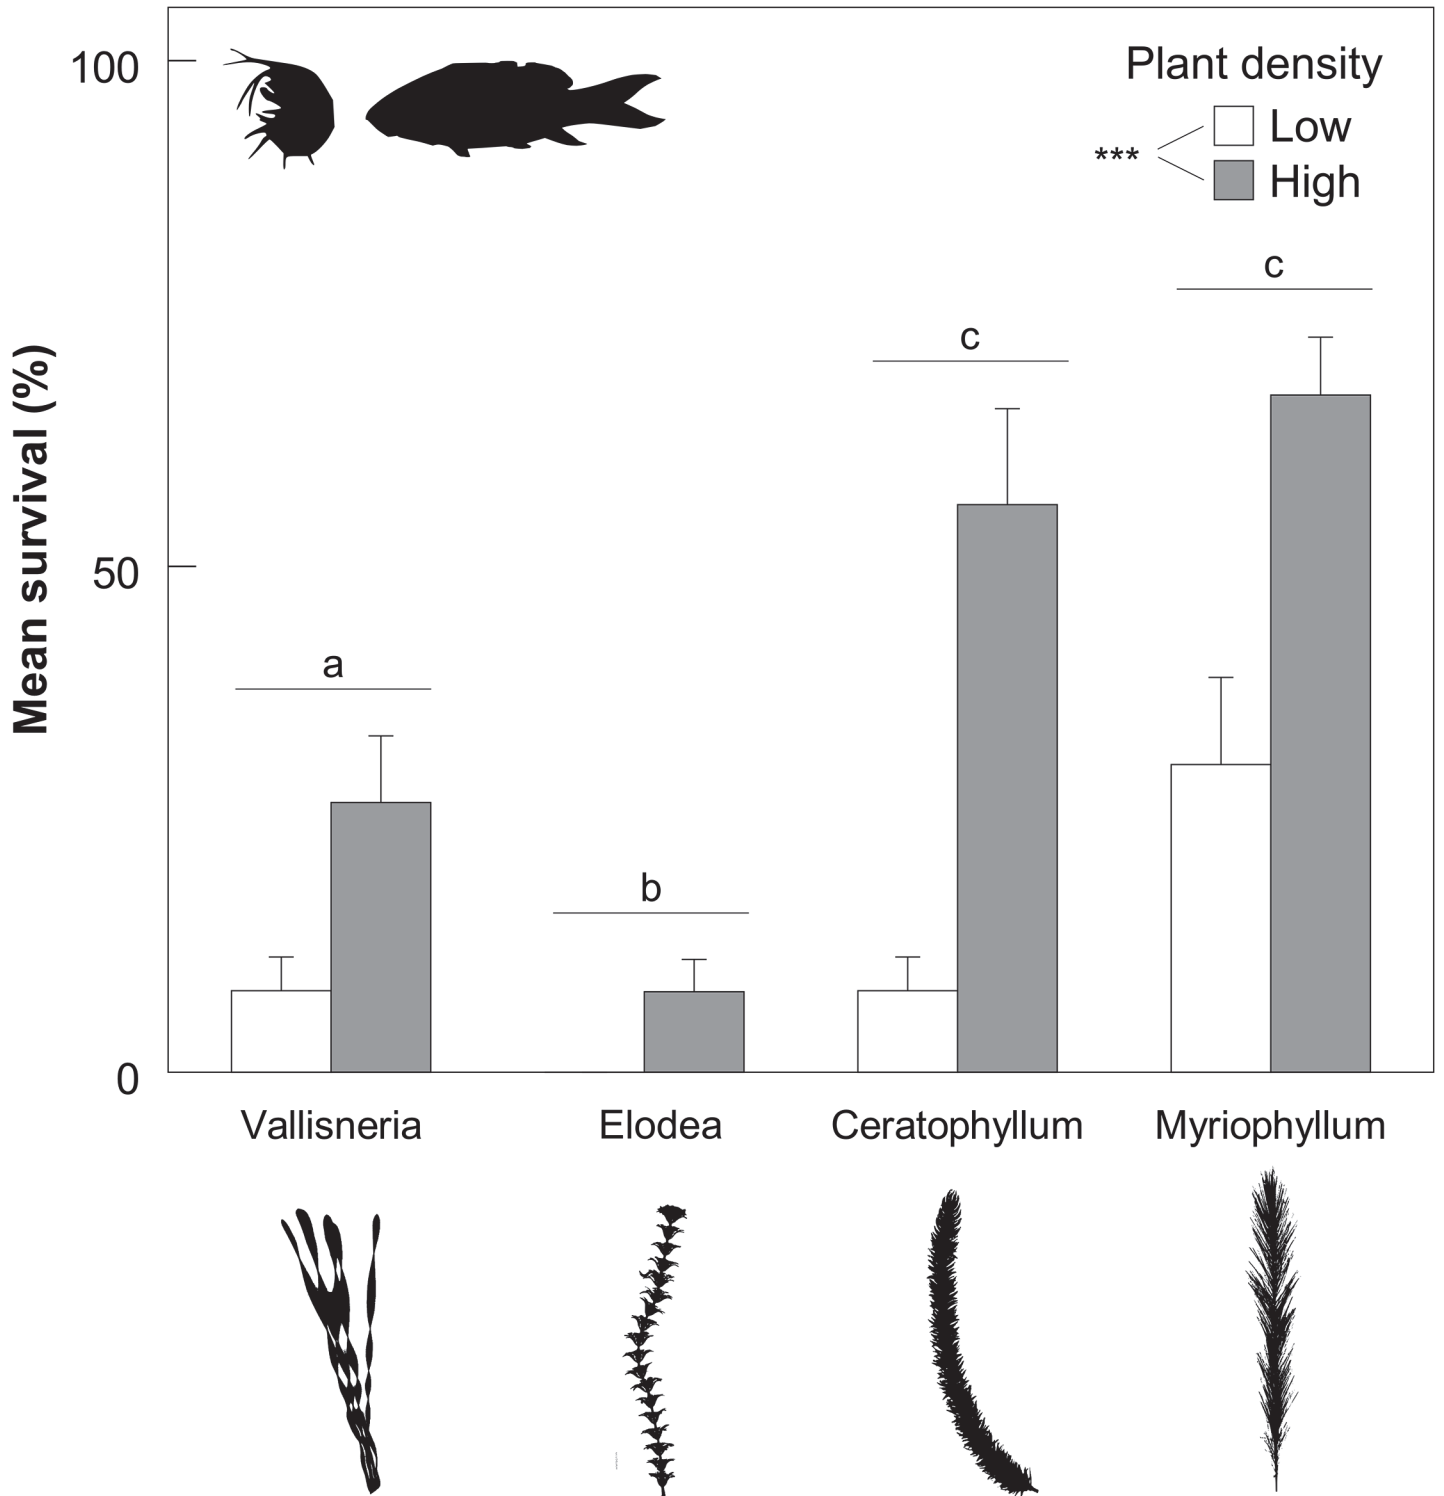 Mean survival (%)
100
50
0
Plant density
***
Low
High
a
b
c
c
Vallisneria
Elodea
Ceratophyllum
Myriophyllum